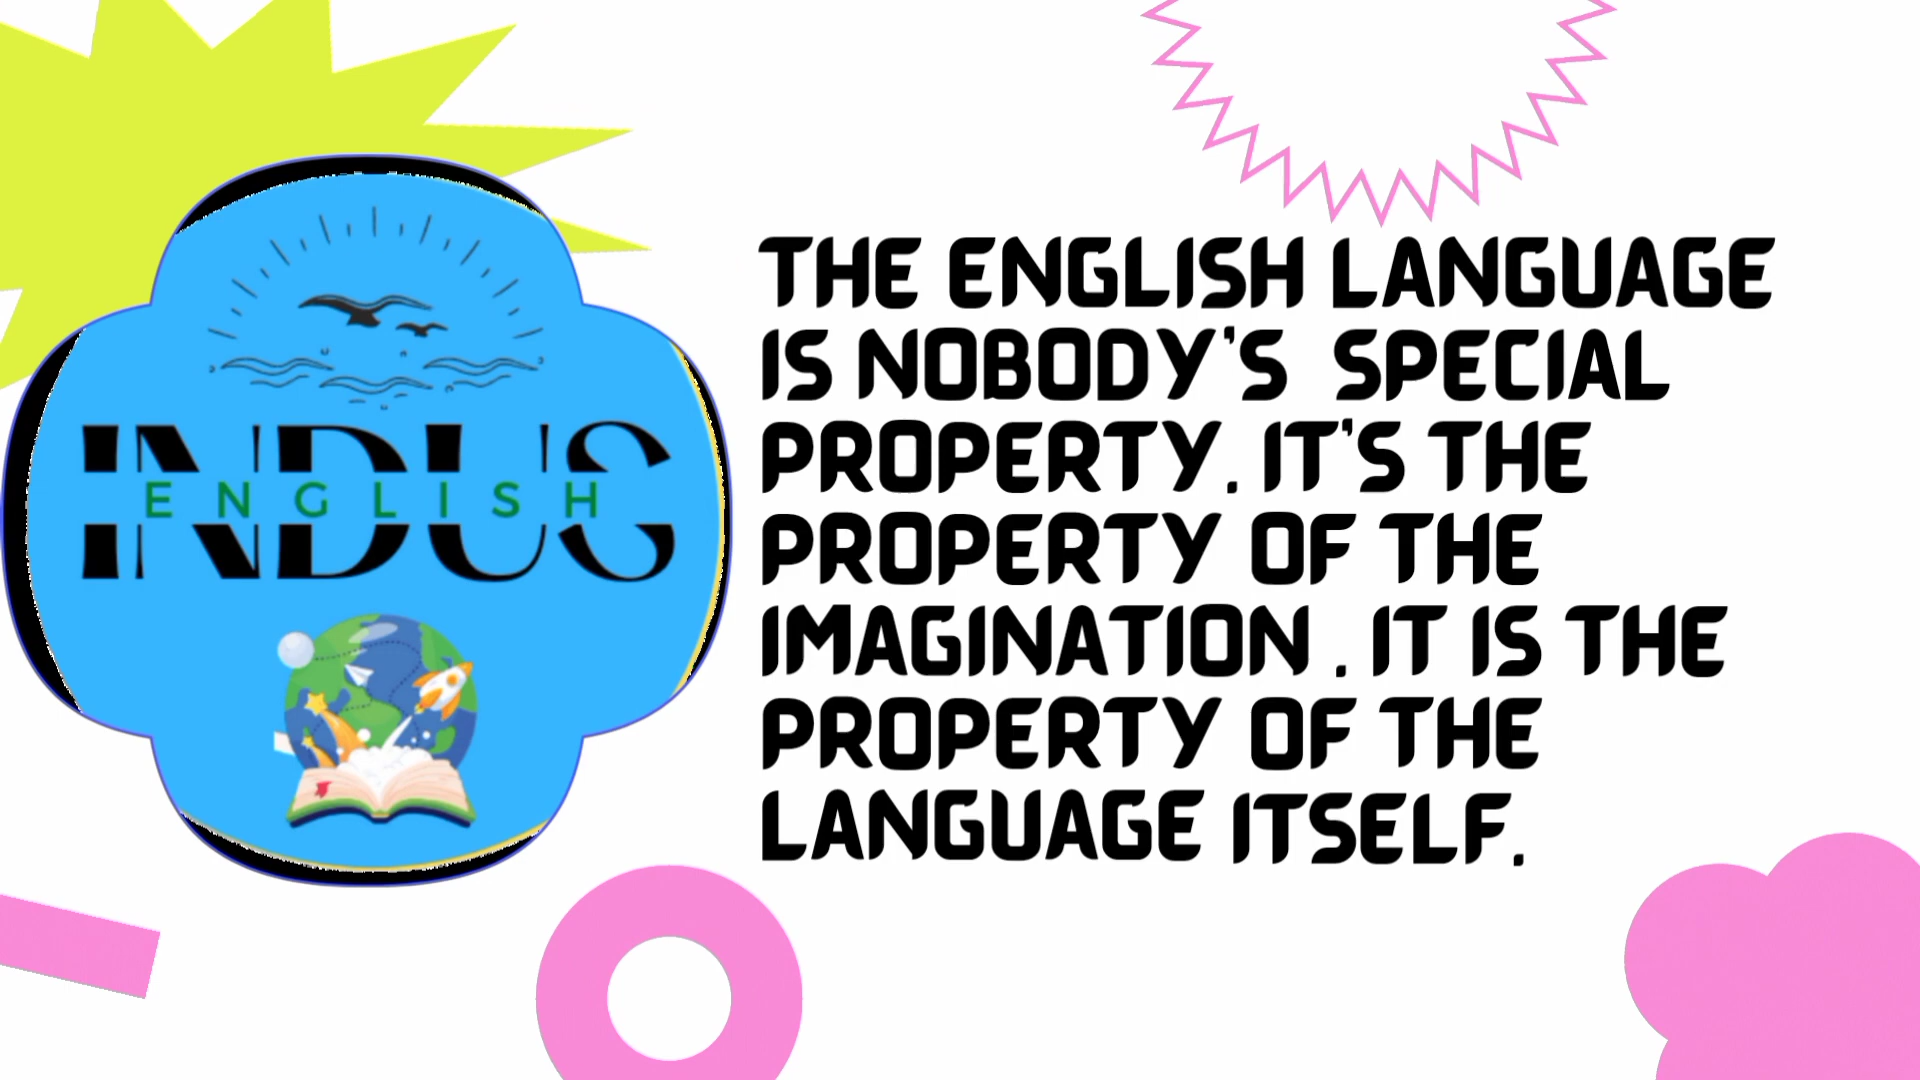 INDUS
ENGLISH
THE ENGLISH LANGUAGE
IS NOBODY'S SPECIAL
PROPERTY. IT'S THE
PROPERTY OF THE
IMAGINATION . IT IS THE
PROPERTY OF THE
LANGUAGE ITSELF.